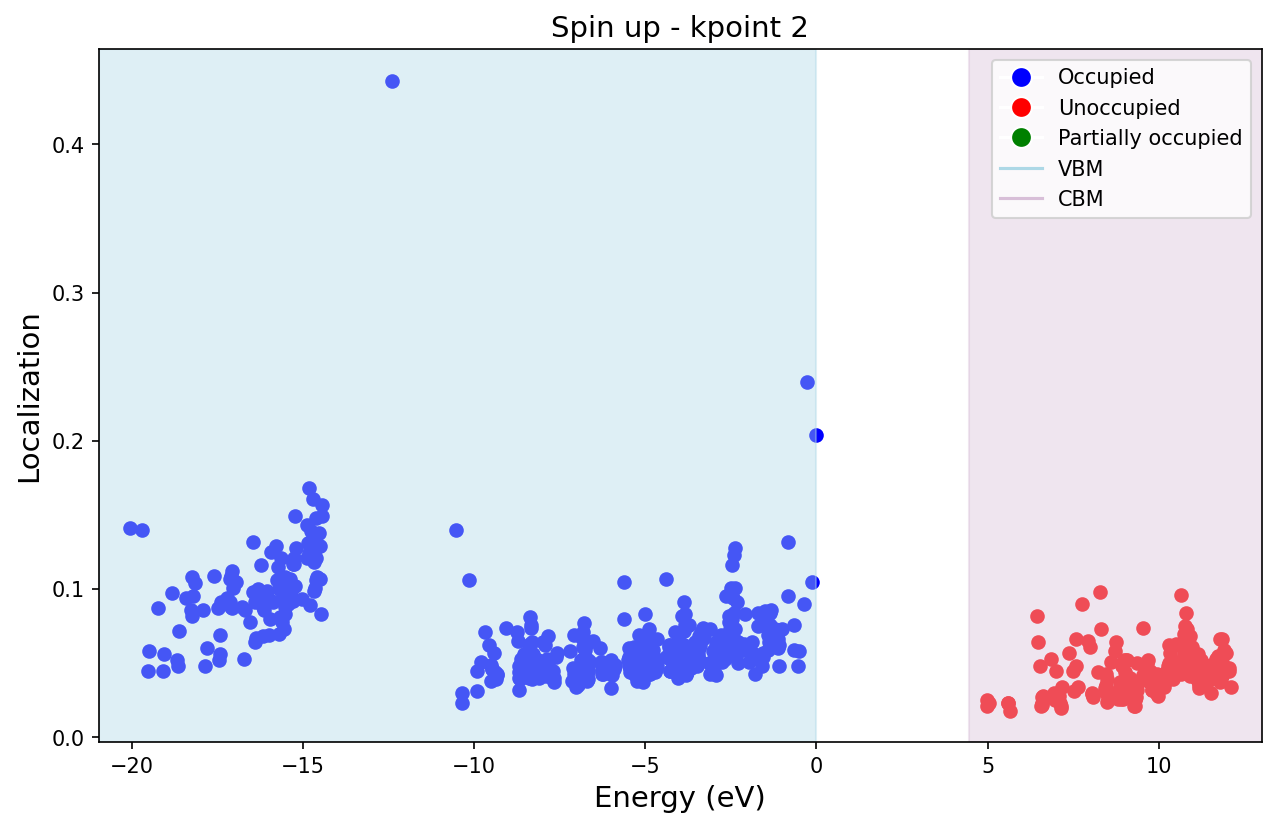 Spin up - kpoint 2
Localization
0.4
0.3
0.2
0.1
0.0
Occupied
Unoccupied
Partially occupied
VBM
CBM
−20
−15
−10
−5
0
5
10
Energy (eV)